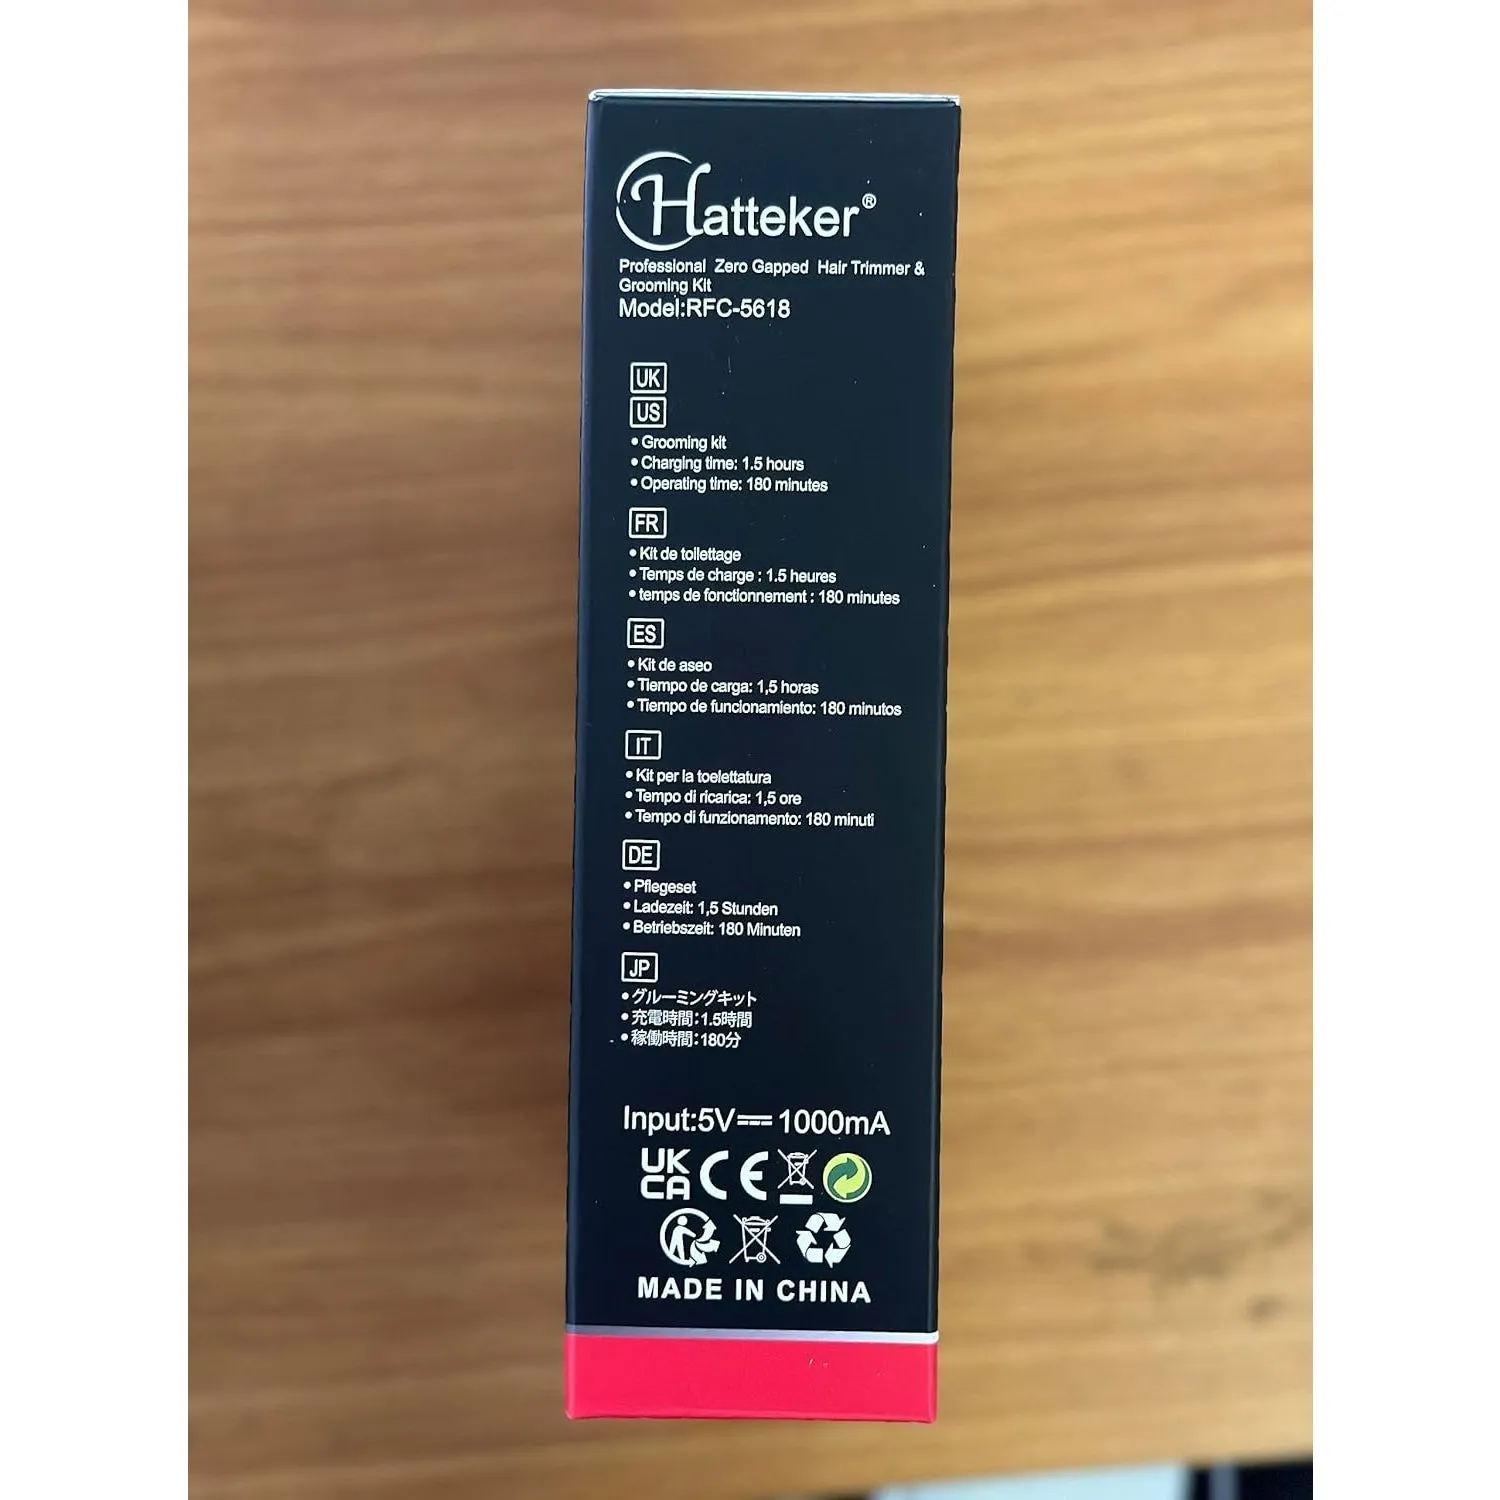 Hatteker®
Professional Zero Gapped Hair Trimmer &
Grooming Kit
Model:RFC-5618
UK
US
• Grooming kit
• Charging time: 1.5 hours
• Operating time: 180 minutes
FR
• Kit de toilettage
• Temps de charge : 1.5 heures
• temps de fonctionnement : 180 minutes
ES
• Kit de aseo
• Tiempo de carga: 1,5 horas
• Tiempo de funcionamiento: 180 minutos
IT
• Kit per la toelettatura
• Tempo di ricarica: 1,5 ore
• Tempo di funzionamento: 180 minuti
DE
• Pflegeset
• Ladezeit: 1,5 Stunden
• Betriebszeit: 180 Minuten
JP
• グルーミングキット
• 充電時間:1.5時間
• 稼働時間:180分
Input:5V⎓1000mA
UK
CA CE
MADE IN CHINA